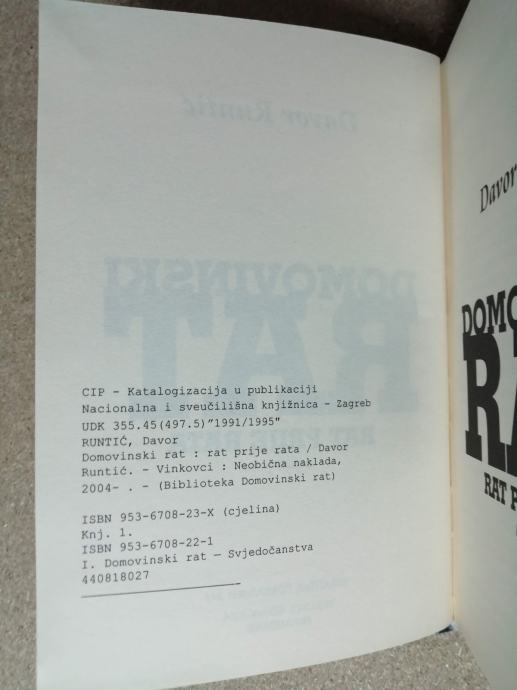 CIP - Katalogizacija u publikaciji
Nacionalna i sveučilišna knjižnica - Zagreb
UDK 355.45(497.5)"1991/1995"
RUNTIĆ, Davor
Domovinski rat : rat prije rata / Davor
Runtić. - Vinkovci : Neobična naklada,
2004- . - (Biblioteka Domovinski rat)
ISBN 953-6708-23-X (cjelina)
Knj. 1.
ISBN 953-6708-22-1
I. Domovinski rat — Svjedočanstva
440818027
Davor
DOMO
RA
RAT P